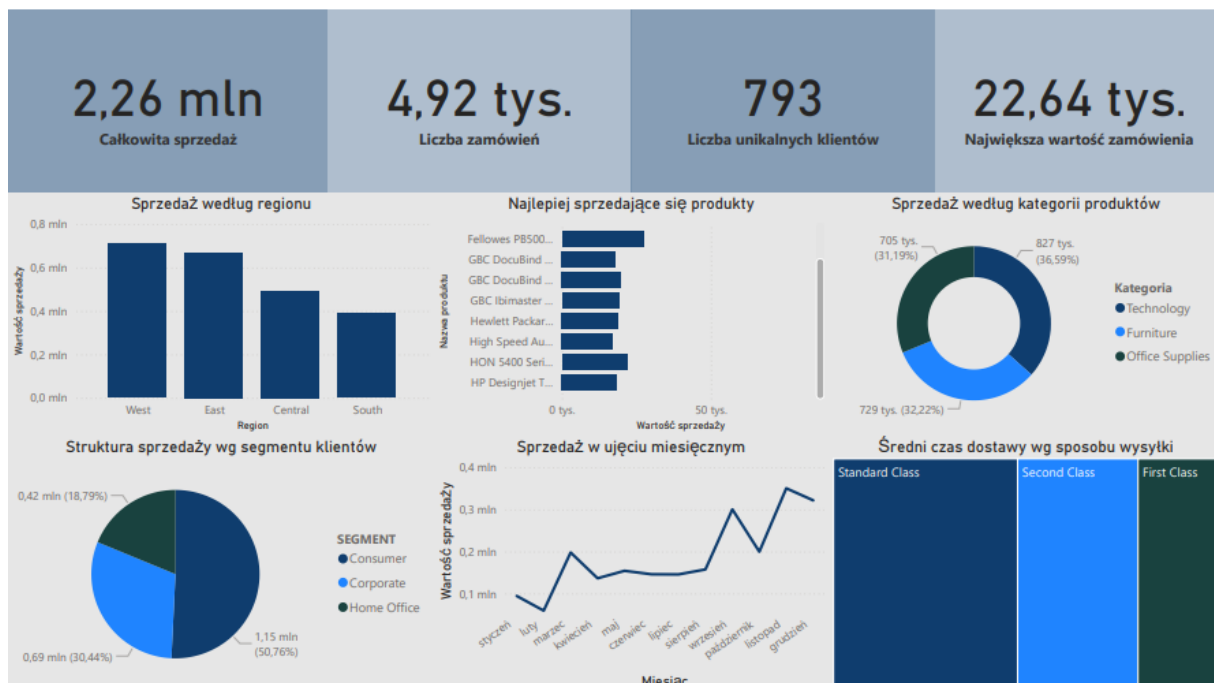 2,26 mln
Całkowita sprzedaż
4,92 tys.
Liczba zamówień
793
Liczba unikalnych klientów
22,64 tys.
Największa wartość zamówienia
Sprzedaż według regionu
Wartość sprzedaży
0,8 mln
0,6 mln
0,4 mln
0,2 mln
0,0 mln
West
East
Central
South
Region
Najlepiej sprzedające się produkty
Nazwa produktu
Fellowes PB500...
GBC DocuBind ...
GBC DocuBind ...
GBC Ibimaster ...
Hewlett Packar...
High Speed Au...
HON 5400 Seri...
HP Designjet T...
0 tys.
50 tys.
Wartość sprzedaży
Sprzedaż według kategorii produktów
705 tys.
(31,19%)
827 tys.
(36,59%)
729 tys. (32,22%)
Kategoria
Technology
Furniture
Office Supplies
Struktura sprzedaży wg segmentu klientów
0,42 mln (18,79%)
0,69 mln (30,44%)
1,15 mln
(50,76%)
SEGMENT
Consumer
Corporate
Home Office
Sprzedaż w ujęciu miesięcznym
Wartość sprzedaży
0,4 mln
0,3 mln
0,2 mln
0,1 mln
styczeń
luty
marzec
kwiecień
maj
czerwiec
lipiec
sierpień
wrzesień
październik
listopad
grudzień
Miesiąc
Średni czas dostawy wg sposobu wysyłki
Standard Class
Second Class
First Class